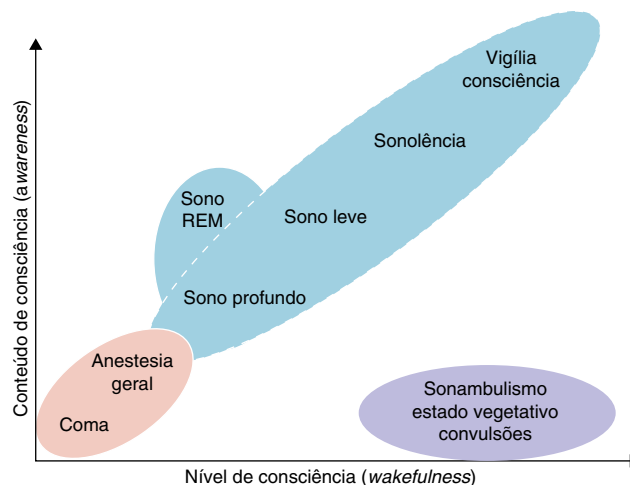 Conteúdo de consciência (awareness)
Vigília
consciência
Sonolência
Sono
REM
Sono leve
Sono profundo
Anestesia
geral
Coma
Sonambulismo
estado vegetativo
convulsões
Nível de consciência (wakefulness)